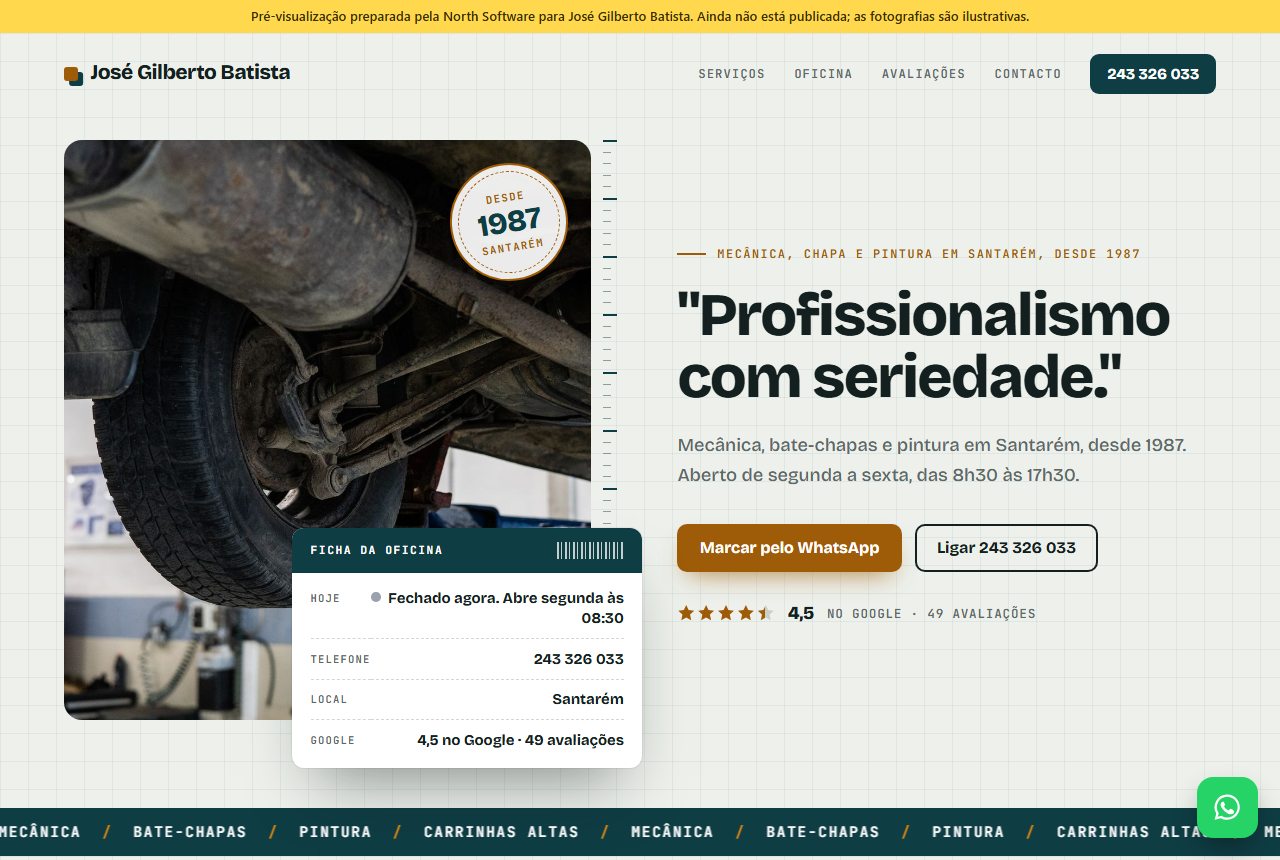 Pré-visualização preparada pela North Software para José Gilberto Batista. Ainda não está publicada; as fotografias são ilustrativas.
José Gilberto Batista
SERVIÇOS
OFICINA
AVALIAÇÕES
CONTACTO
243 326 033
DESDE
1987
SANTARÉM
MECÂNICA, CHAPA E PINTURA EM SANTARÉM, DESDE 1987
"Profissionalismo
com seriedade."
Mecânica, bate-chapas e pintura em Santarém, desde 1987.
Aberto de segunda a sexta, das 8h30 às 17h30.
Marcar pelo WhatsApp
Ligar 243 326 033
4,5 NO GOOGLE · 49 AVALIAÇÕES
FICHA DA OFICINA
HOJE Fechado agora. Abre segunda às
08:30
TELEFONE 243 326 033
LOCAL Santarém
GOOGLE 4,5 no Google · 49 avaliações
MECÂNICA / BATE-CHAPAS / PINTURA / CARRINHAS ALTAS / MECÂNICA / BATE-CHAPAS / PINTURA / CARRINHAS ALTA